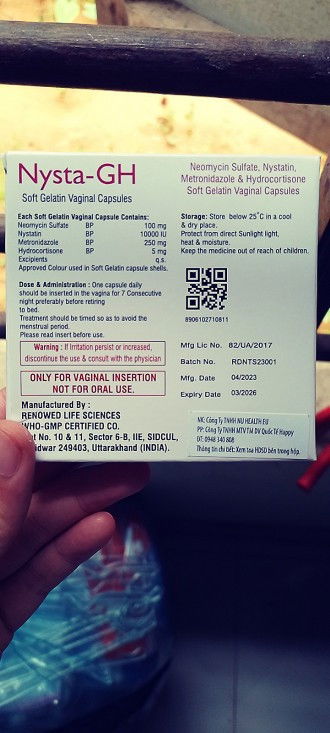 Nysta-GH
Soft Gelatin Vaginal Capsules
Neomycin Sulfate, Nystatin,
Metronidazole & Hydrocortisone
Soft Gelatin Vaginal Capsules
Each Soft Gelatin Vaginal Capsule Contains:
Neomycin Sulfate BP 100 mg
Nystatin BP 10000 IU
Metronidazole BP 250 mg
Hydrocortisone BP 5 mg
Excipients q.s.
Approved Colour used in Soft Gelatin capsule shells.
Dose & Administration : One capsule daily
should be inserted in the vagina for 7 Consecutive
night preferably before retiring
to bed.
Treatment should be timed so as to avoid the
menstrual period.
Please read insert before use.
Warning : If Irritation persist or increased,
discontinue the use & consult with the physician
ONLY FOR VAGINAL INSERTION
NOT FOR ORAL USE.
Manufactured By :
RENOWED LIFE SCIENCES
WHO-GMP CERTIFIED CO.
t No. 10 & 11, Sector 6-B, IIE, SIDCUL,
idwar 249403, Uttarakhand (INDIA).
Storage: Store below 25°C in a cool
& dry place.
Protect from direct Sunlight light,
heat & moisture.
Keep the medicine out of reach of children.
8906102710811
Mfg Lic No. 82/UA/2017
Batch No. RDNTS23001
Mfg. Date 04/2023
Expiry Date 03/2026
NK: Công Ty TNHH NU HEALTH EU
PP: Công Ty TNHH MTV TM DV Quốc Tế Happy
ĐT: 0948 340 808
Thông tin chi tiết: Xem toa HDSD bên trong hộp.